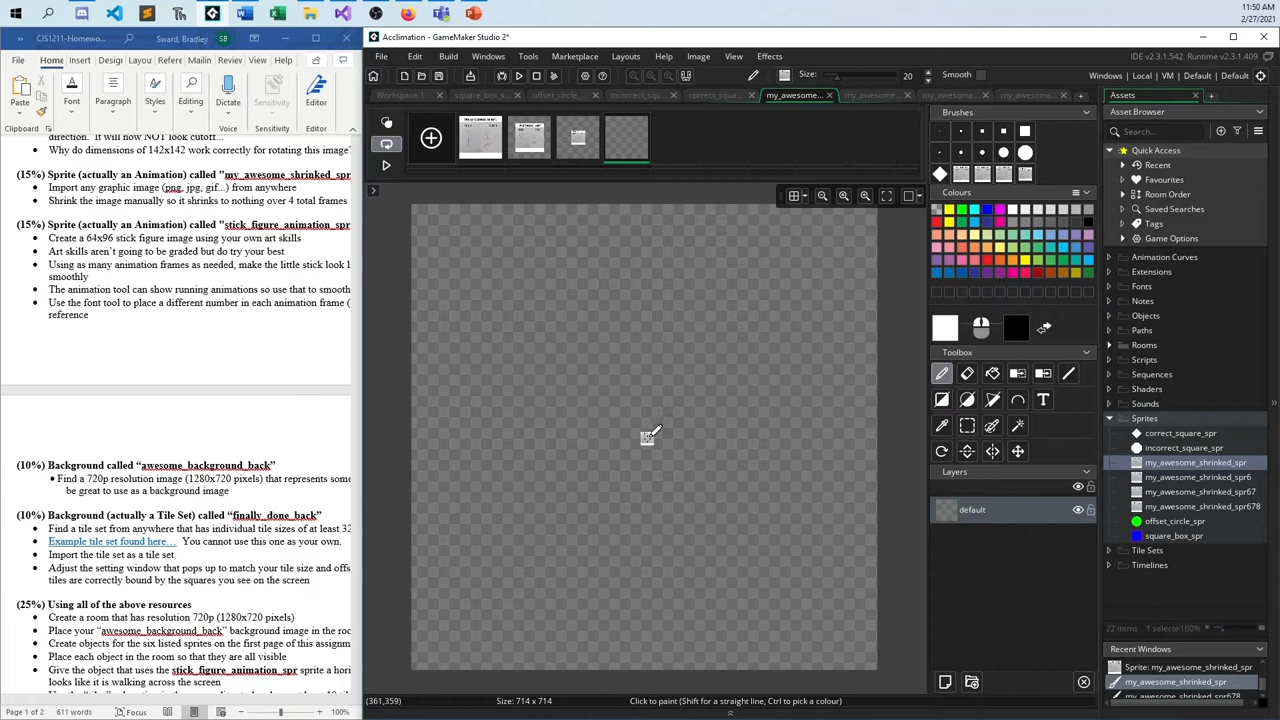 11:50 AM
2/27/2021
CIS1211-Homewo...
Sward, Bradley
SB
File Home Insert Desig Layou Mailin Review View Help
Paste Font Paragraph Styles Editing Dictate Sensitivity Editor
Clipboard Voice Sensitivity Editor
direction. It will now NOT look cutoff...
Why do dimensions of 142x142 work correctly for rotating this image?
(15%) Sprite (actually an Animation) called "my_awesome_shrinked_spr
Import any graphic image (png, jpg, gif...) from anywhere
Shrink the image manually so it shrinks to nothing over 4 total frames
(15%) Sprite (actually an Animation) called "stick_figure_animation_spr
Create a 64x96 stick figure image using your own art skills
Art skills aren't going to be graded but do try your best
Using as many animation frames as needed, make the little stick look l
smoothly
The animation tool can show running animations so use that to smooth
Use the font tool to place a different number in each animation frame (
reference
(10%) Background called “awesome_background_back”
Find a 720p resolution image (1280x720 pixels) that represents some
be great to use as a background image
(10%) Background (actually a Tile Set) called “finally_done_back”
Find a tile set from anywhere that has individual tile sizes of at least 32
Example tile set found here… You cannot use this one as your own.
Import the tile set as a tile set
Adjust the setting window that pops up to match your tile size and offs
tiles are correctly bound by the squares you see on the screen
(25%) Using all of the above resources
Create a room that has resolution 720p (1280x720 pixels)
Place your “awesome_background_back” background image in the roo
Create objects for the six listed sprites on the first page of this assignm
Place each object in the room so that they are all visible
Give the object that uses the stick_figure_animation_spr sprite a hori
looks like it is walking across the screen
Page 1 of 2 611 words Focus 100%
Acclimation - GameMaker Studio 2*
File Edit Build Windows Tools Marketplace Layouts Help Image View Effects
IDE v2.3.1.542 Runtime v2.3.1.409
Size: 20 Smooth
Windows | Local | VM | Default | Default
Workspace 1 square_box_s... offset_circle_... incorrect_squ... correct_squa... my_awesome... my_awesome... my_awesome... my_awesome...
Brushes
Colours
Toolbox
Layers
default
(361,359) Size: 714 x 714 Click to paint (Shift for a straight line, Ctrl to pick a colour)
Assets
Asset Browser
Search...
Quick Access
Recent
Favourites
Room Order
Saved Searches
Tags
Game Options
Animation Curves
Extensions
Fonts
Notes
Objects
Paths
Rooms
Scripts
Sequences
Shaders
Sounds
Sprites
correct_square_spr
incorrect_square_spr
my_awesome_shrinked_spr
my_awesome_shrinked_spr6
my_awesome_shrinked_spr67
my_awesome_shrinked_spr678
offset_circle_spr
square_box_spr
Tile Sets
Timelines
22 items 1 selecte 100%
Recent Windows
Sprite: my_awesome_shrinked_spr
my_awesome_shrinked_spr
my_awesome_shrinked_spr678